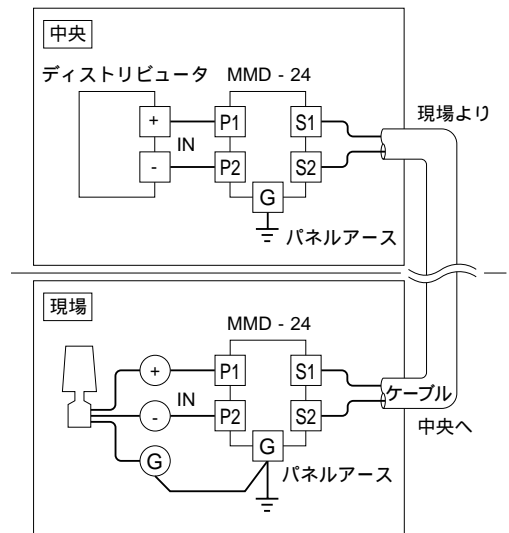 中央
ディストリビュータ MMD - 24
+ P1 S1
IN
- P2 S2
G
パネルアース
現場より
現場
MMD - 24
+ P1 S1
IN
- P2 S2
G G
パネルアース
ケーブル
中央へ